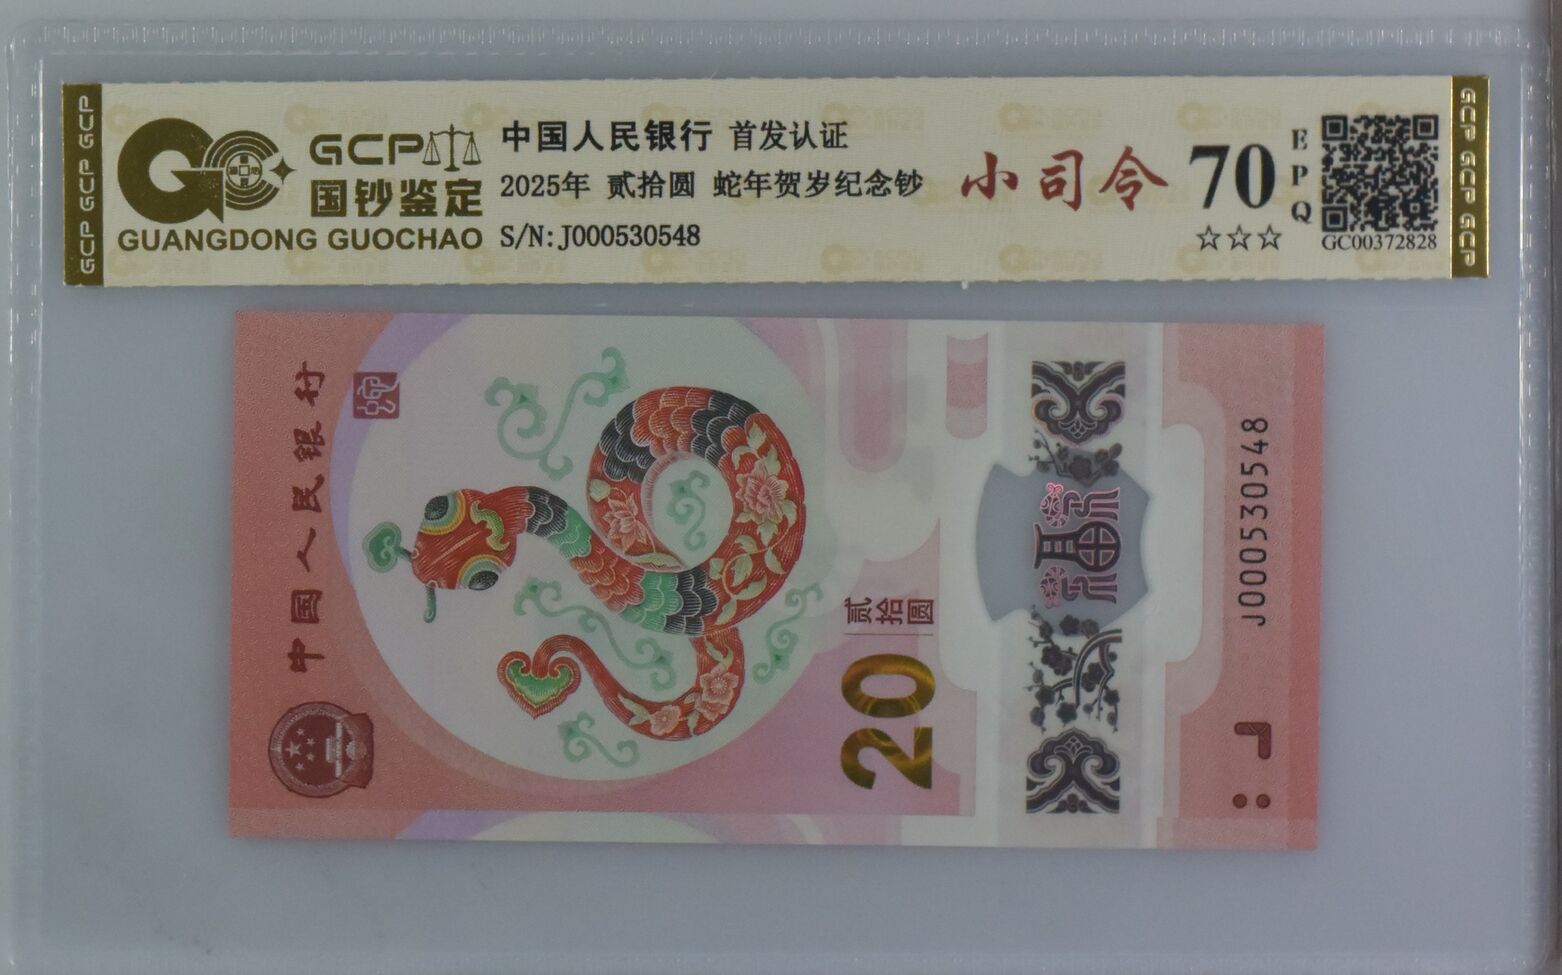 GCP GCP GCP
GCP
国钞鉴定
GUANGDONG GUOCHAO
中国人民银行 首发认证
2025年 贰拾圆 蛇年贺岁纪念钞
S/N:J000530548
小司令
70
EPQ
☆☆☆
GC00372828
GCP GCP GCP
中国人民银行
贰拾圆
20
J000530548